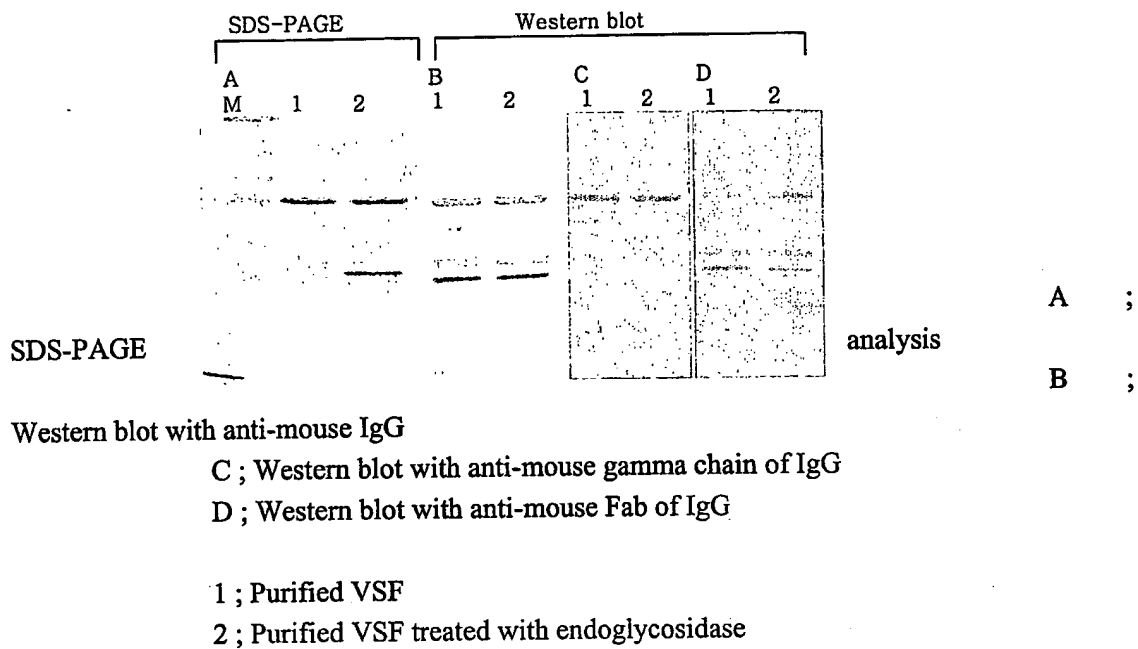 SDS-PAGE Western blot
A B C D
M 1 2 1 2 1 2 1 2
A ;
SDS-PAGE analysis
B ;
Western blot with anti-mouse IgG
C ; Western blot with anti-mouse gamma chain of IgG
D ; Western blot with anti-mouse Fab of IgG
1 ; Purified VSF
2 ; Purified VSF treated with endoglycosidase